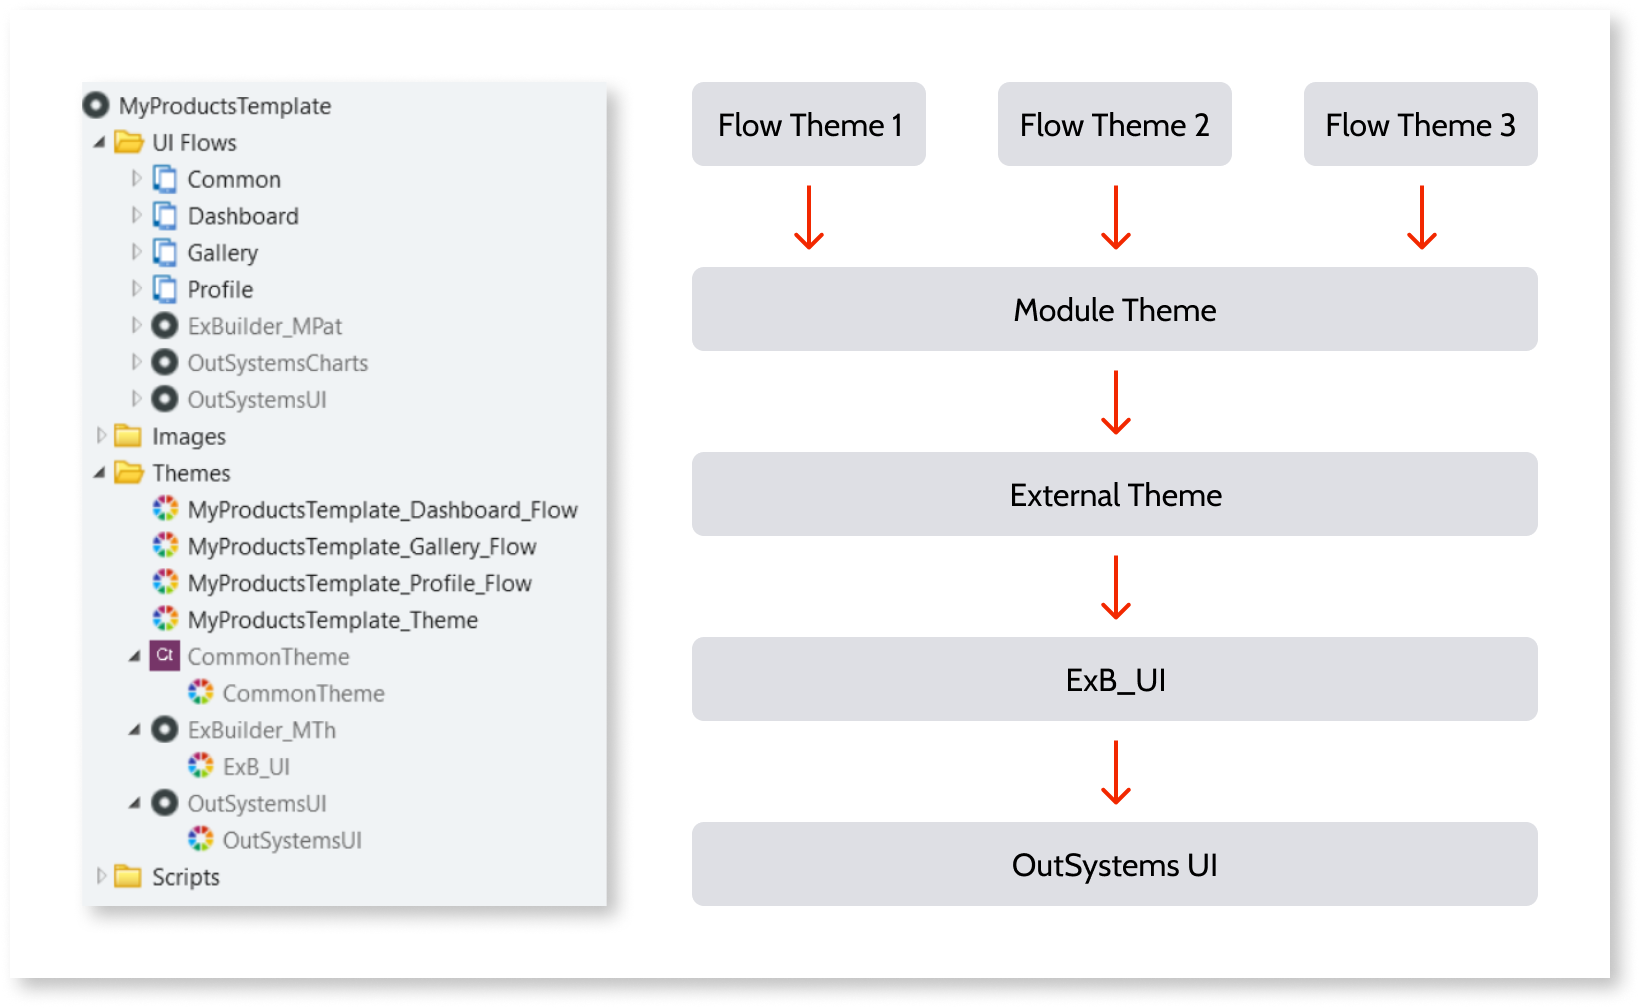 MyProductsTemplate
UI Flows
Common
Dashboard
Gallery
Profile
ExBuilder_MPat
OutSystemsCharts
OutSystemsUI
Images
Themes
MyProductsTemplate_Dashboard_Flow
MyProductsTemplate_Gallery_Flow
MyProductsTemplate_Profile_Flow
MyProductsTemplate_Theme
Ct CommonTheme
CommonTheme
ExBuilder_MTh
ExB_UI
OutSystemsUI
OutSystemsUI
Scripts
Flow Theme 1
Flow Theme 2
Flow Theme 3
Module Theme
External Theme
ExB_UI
OutSystems UI